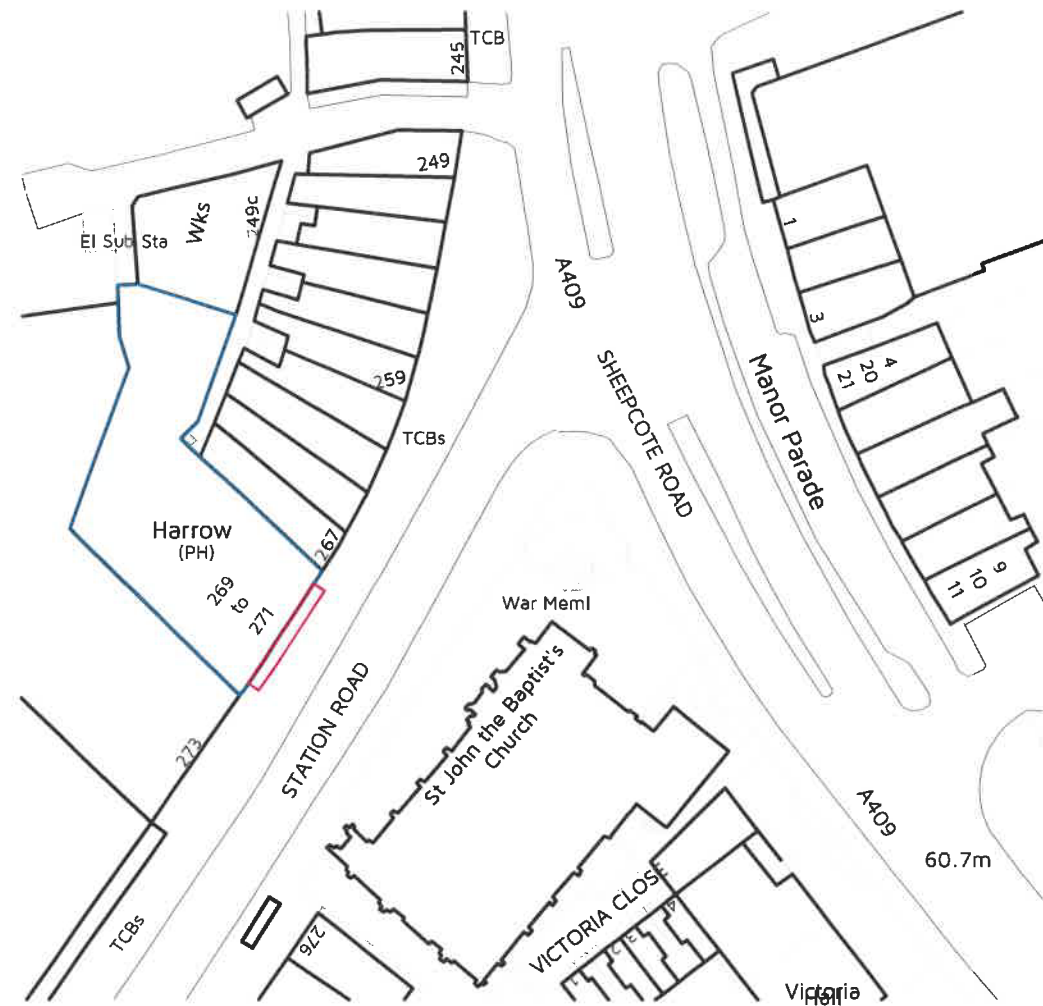 TCB
245
249
Wks
249c
El Sub Sta
A409
1
3
SHEEPCOTE ROAD
Manor Parade
4
20
21
259
TCBs
Harrow
(PH)
267
269
to
271
War Meml
9
10
11
STATION ROAD
St John the Baptist's
Church
273
A409
60.7m
VICTORIA CLOSE
TCBs
276
1
4
Victoria
Hall